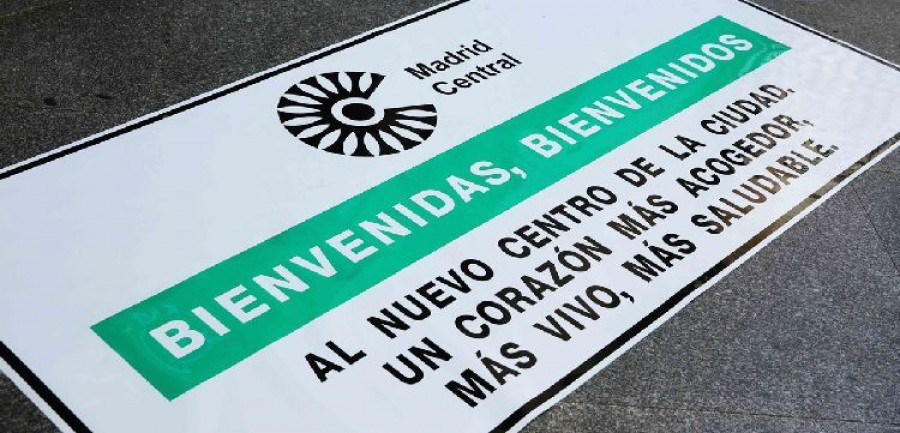 Madrid
Central
BIENVENIDAS, BIENVENIDOS
AL NUEVO CENTRO DE LA CIUDAD.
UN CORAZÓN MÁS ACOGEDOR,
MÁS VIVO, MÁS SALUDABLE.